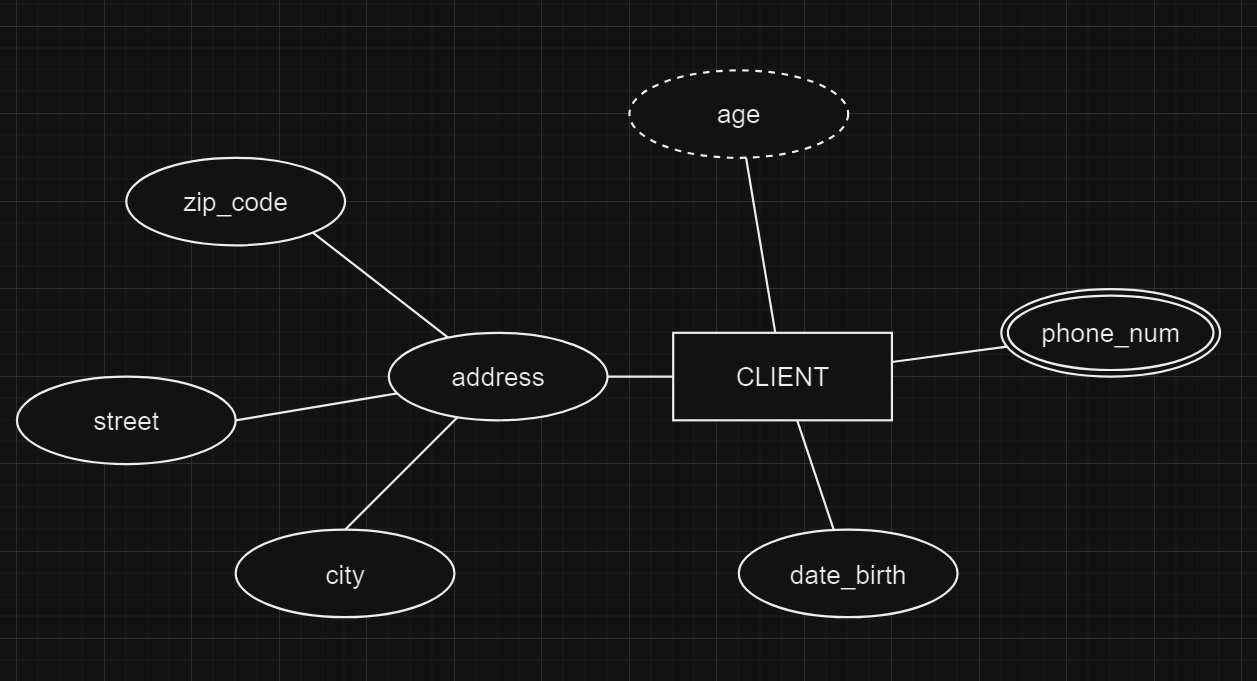 age
zip_code
phone_num
address
CLIENT
street
city
date_birth